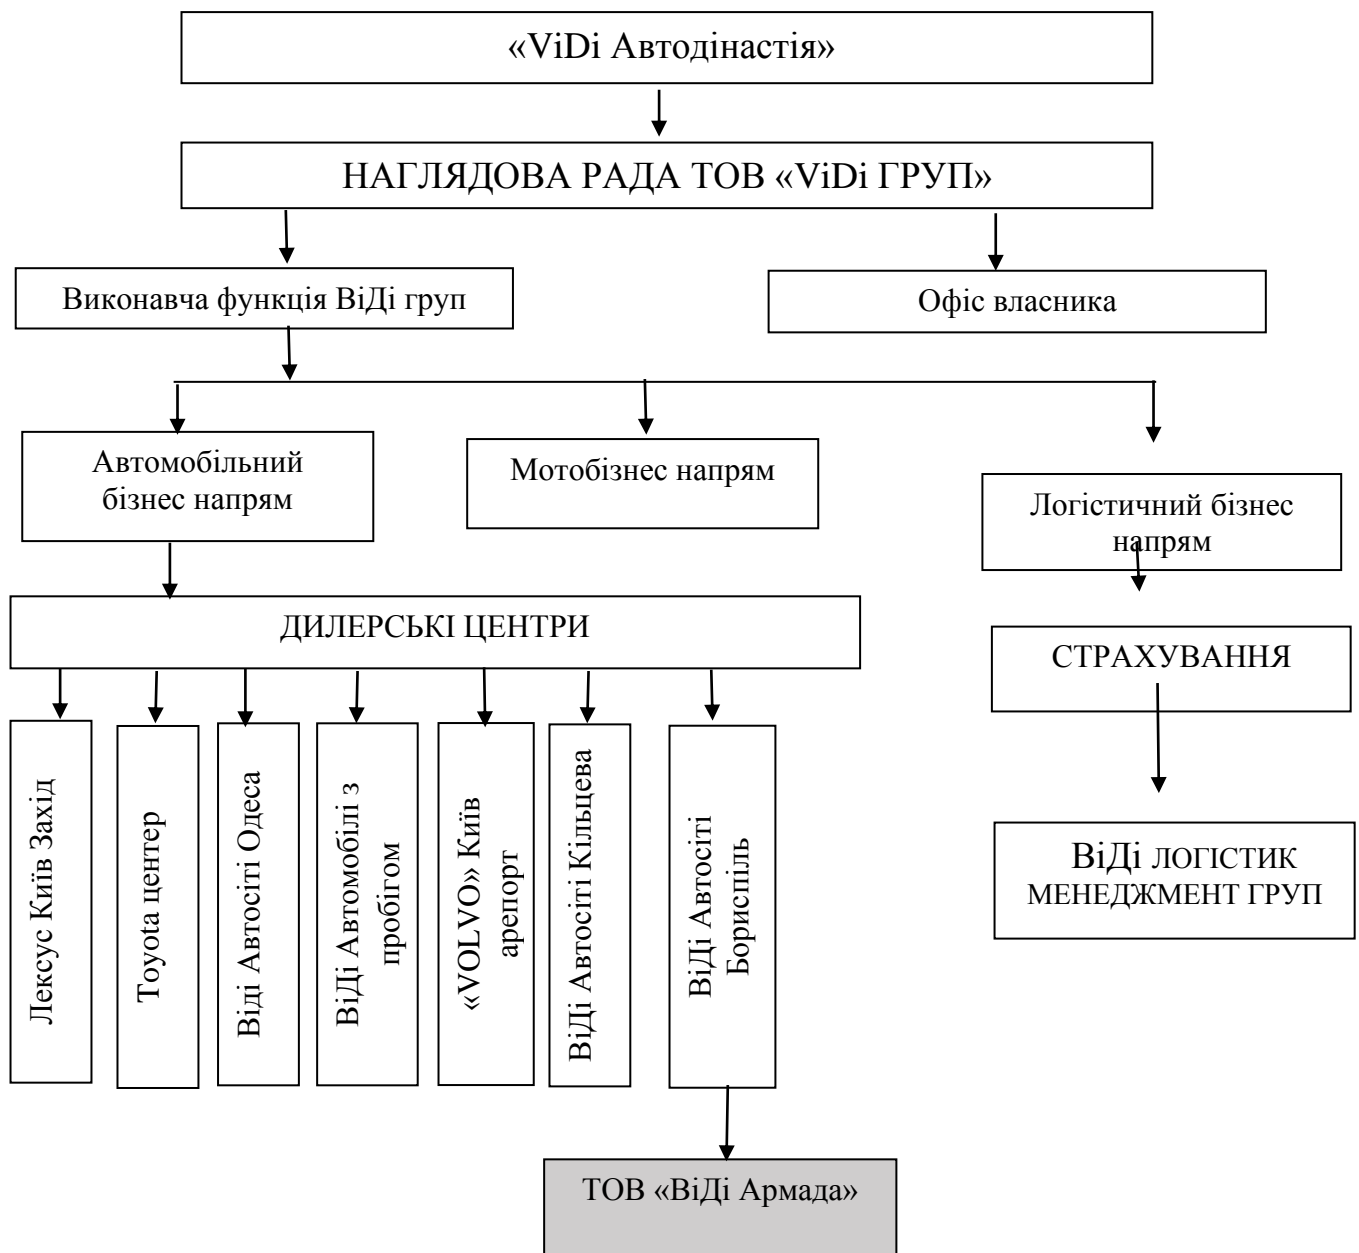 «ViDi Автодінастія»
НАГЛЯДОВА РАДА ТОВ «ViDi ГРУП»
Виконавча функція ВіДі груп
Офіс власника
Автомобільний
бізнес напрям
Мотобізнес напрям
Логістичний бізнес
напрям
ДИЛЕРСЬКІ ЦЕНТРИ
СТРАХУВАННЯ
Лексус Київ Захід
Toyota центер
Віді Автосіті Одеса
ВіДі Автомобілі з
пробігом
«VOLVO» Київ
арепорт
ВіДі Автосіті Кільцева
ВіДі Автосіті
Бориспіль
ВіДі ЛОГІСТИК
МЕНЕДЖМЕНТ ГРУП
ТОВ «ВіДі Армада»